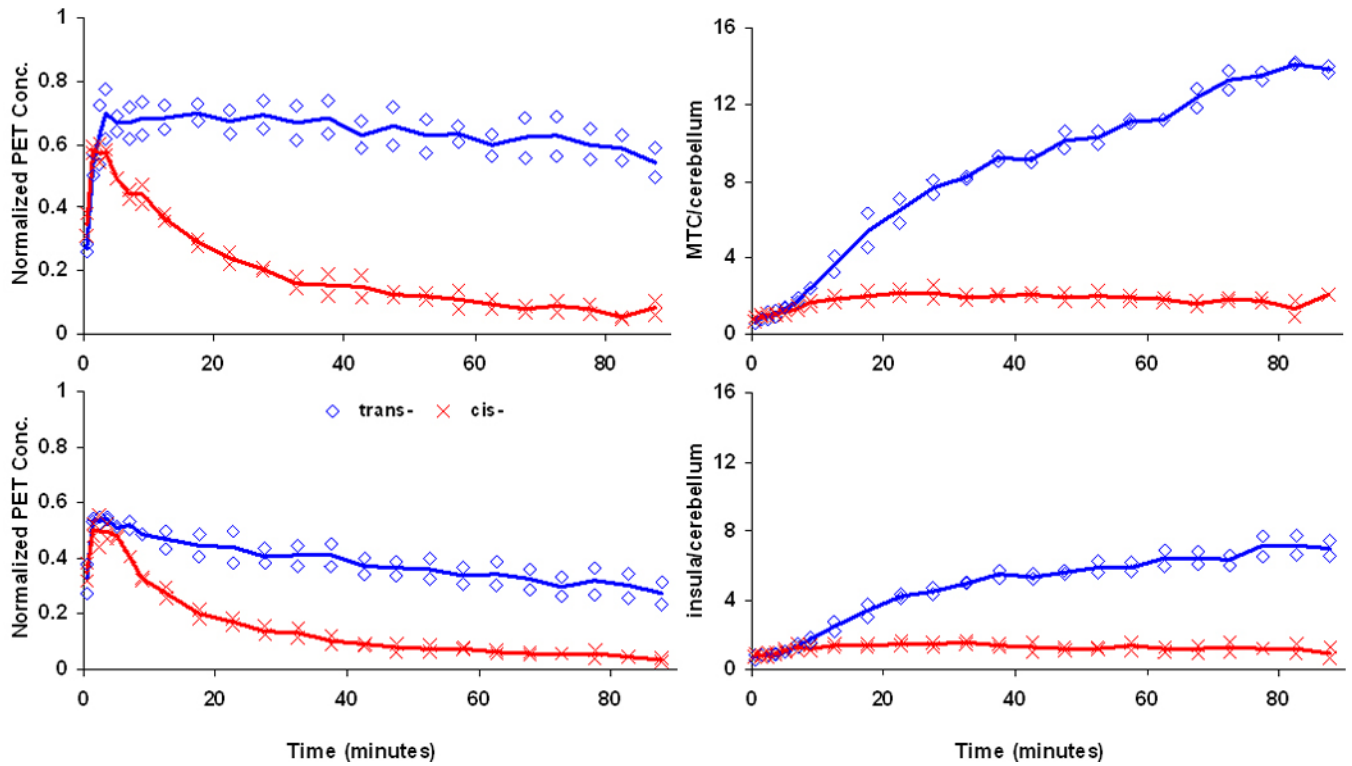 Normalized PET Conc.
1
0.8
0.6
0.4
0.2
0
0 20 40 60 80
MTC/cerebellum
16
12
8
4
0
0 20 40 60 80
Normalized PET Conc.
1
0.8
0.6
0.4
0.2
0
trans- cis-
0 20 40 60 80
Time (minutes)
insula/cerebellum
16
12
8
4
0
0 20 40 60 80
Time (minutes)